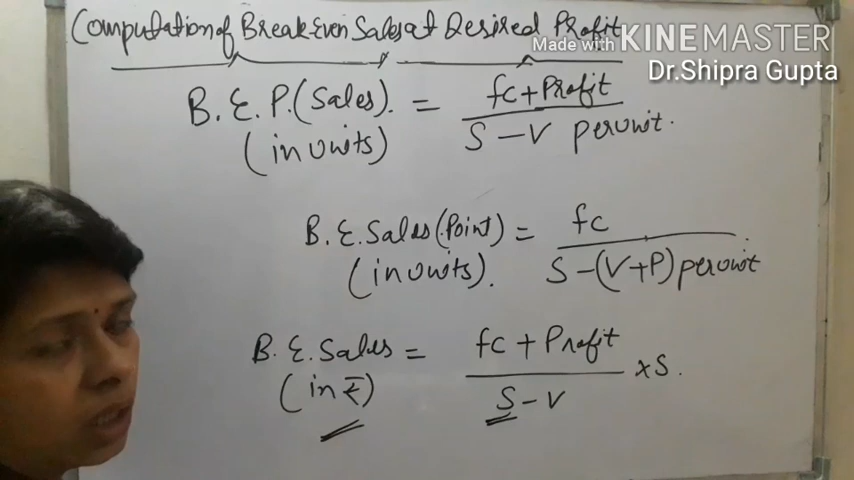 Computation of Break-Even Sales at Desired Profit
Made with KINEMASTER
Dr.Shipra Gupta
B. E. P. (Sales). = fc + Profit
(in units) S - V per unit.
B. E. Sales (Point) = fc
(in units). S - (V + P) per unit
B. E. Sales = fc + Profit × S.
(in ₹) S - V